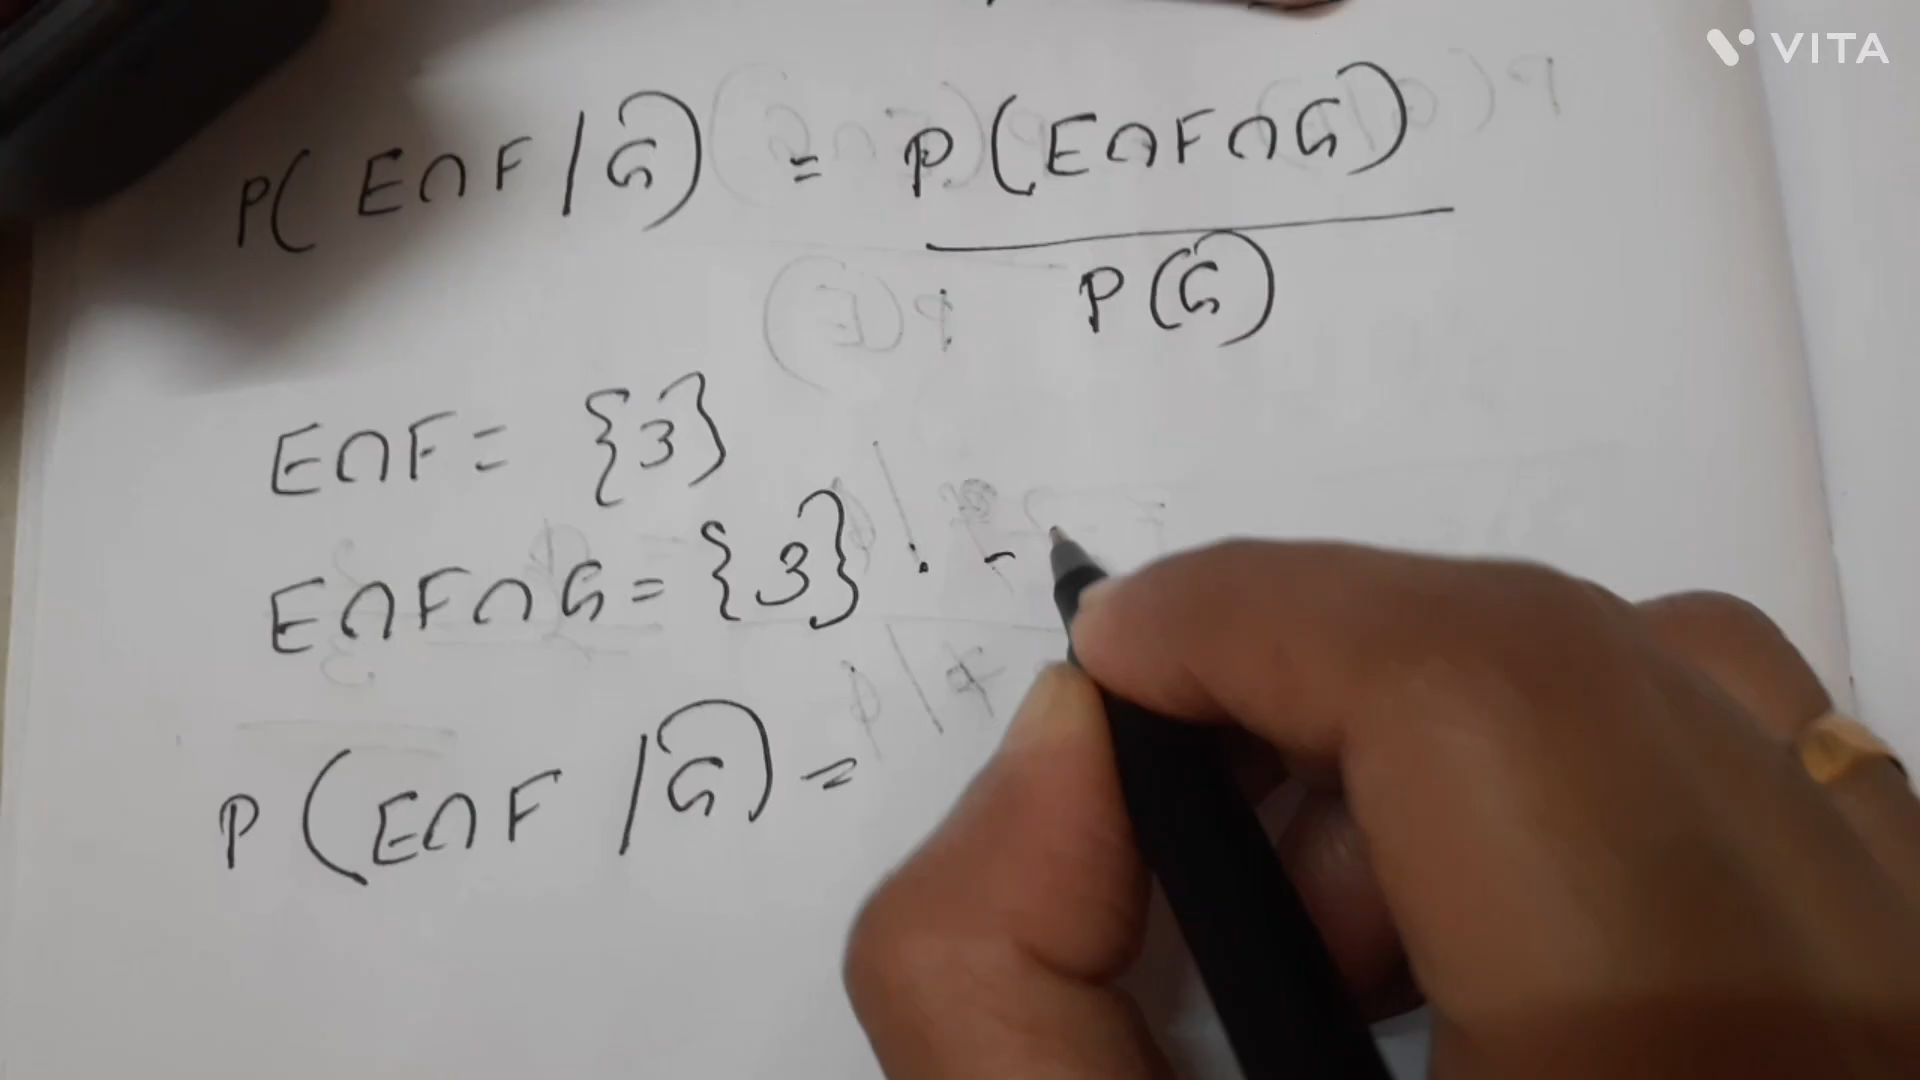 VITA
P(E∩F/G) = P(E∩F∩G)
P(G)
E∩F = {3}
E∩F∩G = {3}
P(E∩F/G) =